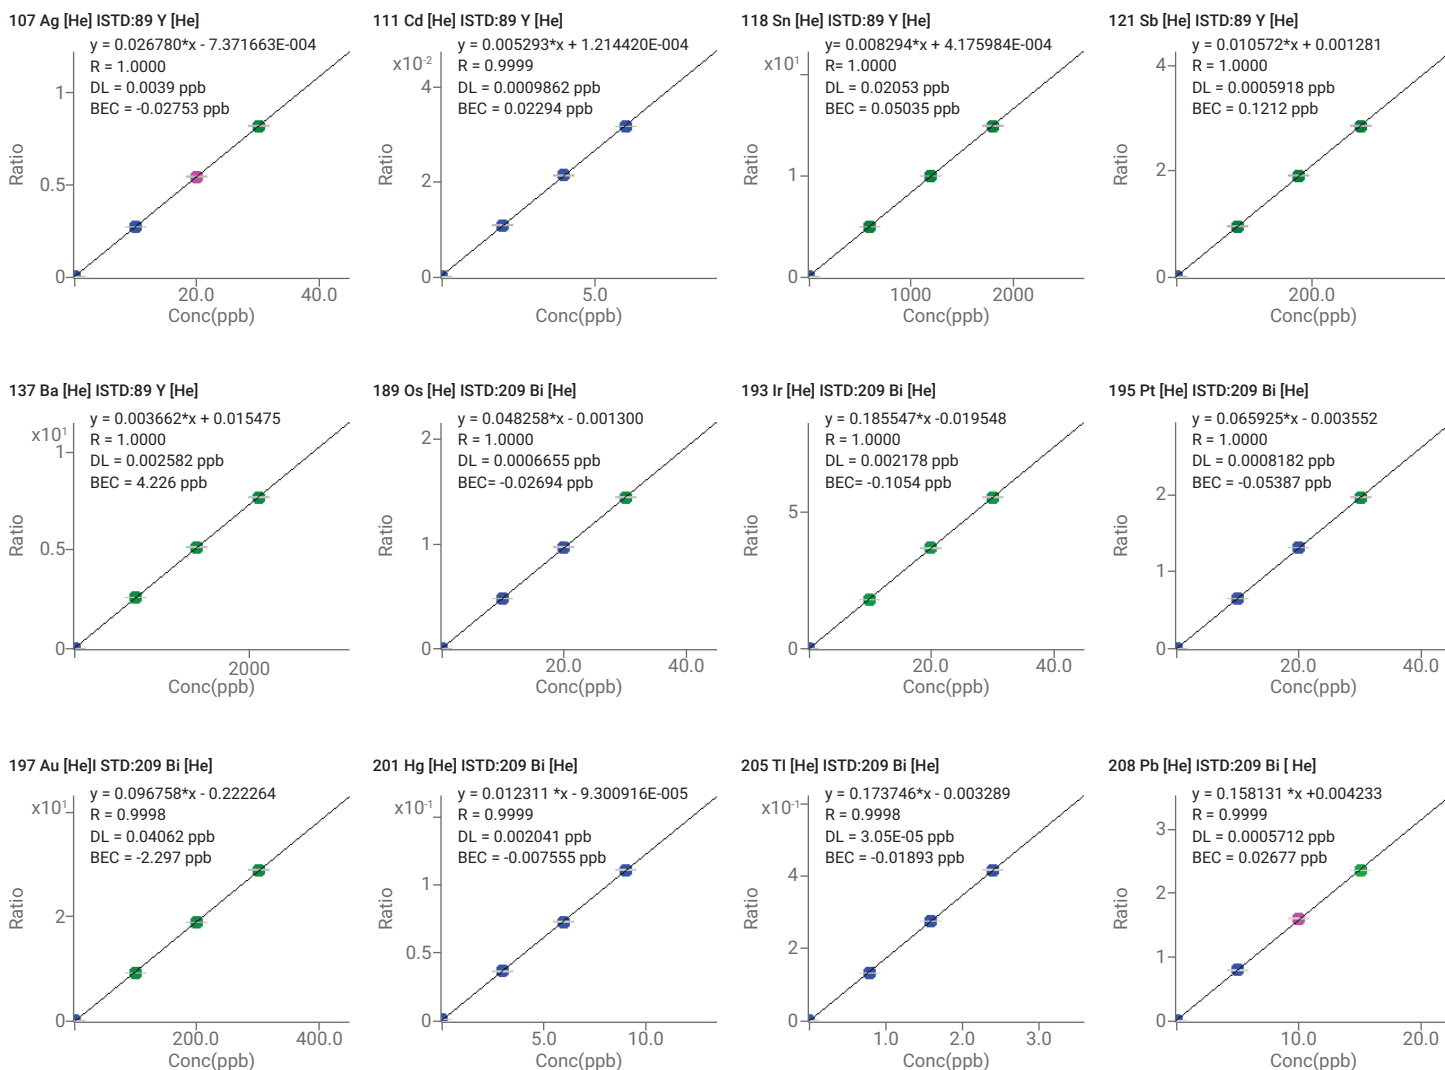 107 Ag [He] ISTD:89 Y [He]
y = 0.026780*x - 7.371663E-004
R = 1.0000
DL = 0.0039 ppb
BEC = -0.02753 ppb
1
0.5
0
Ratio
20.0
40.0
Conc(ppb)
111 Cd [He] ISTD:89 Y [He]
y = 0.005293*x + 1.214420E-004
x10-2
R = 0.9999
DL = 0.0009862 ppb
BEC = 0.02294 ppb
4
2
0
Ratio
5.0
Conc(ppb)
118 Sn [He] ISTD:89 Y [He]
y= 0.008294*x + 4.175984E-004
x10¹
R= 1.0000
DL = 0.02053 ppb
BEC = 0.05035 ppb
1
0
Ratio
1000
2000
Conc(ppb)
121 Sb [He] ISTD:89 Y [He]
y = 0.010572*x + 0.001281
R = 1.0000
DL = 0.0005918 ppb
BEC = 0.1212 ppb
4
2
0
Ratio
200.0
Conc(ppb)
137 Ba [He] ISTD:89 Y [He]
y = 0.003662*x + 0.015475
x10¹
R = 1.0000
DL = 0.002582 ppb
BEC = 4.226 ppb
1
0.5
0
Ratio
2000
Conc(ppb)
189 Os [He] ISTD:209 Bi [He]
y = 0.048258*x - 0.001300
R = 1.0000
DL = 0.0006655 ppb
BEC= -0.02694 ppb
2
1
0
Ratio
20.0
40.0
Conc(ppb)
193 Ir [He] ISTD:209 Bi [He]
y = 0.185547*x -0.019548
R = 1.0000
DL = 0.002178 ppb
BEC= -0.1054 ppb
5
0
Ratio
20.0
40.0
Conc(ppb)
195 Pt [He] ISTD:209 Bi [He]
y = 0.065925*x - 0.003552
R = 1.0000
DL = 0.0008182 ppb
BEC = -0.05387 ppb
2
1
0
Ratio
20.0
40.0
Conc(ppb)
197 Au [He]I STD:209 Bi [He]
y = 0.096758*x - 0.222264
x10¹
R = 0.9998
DL = 0.04062 ppb
BEC = -2.297 ppb
2
0
Ratio
200.0
400.0
Conc(ppb)
201 Hg [He] ISTD:209 Bi [He]
y = 0.012311 *x - 9.300916E-005
x10-1
R = 0.9999
DL = 0.002041 ppb
BEC = -0.007555 ppb
1
0.5
0
Ratio
5.0
10.0
Conc(ppb)
205 Tl [He] ISTD:209 Bi [He]
y = 0.173746*x - 0.003289
x10-1
R = 0.9998
DL = 3.05E-05 ppb
BEC = -0.01893 ppb
4
2
0
Ratio
1.0
2.0
3.0
Conc(ppb)
208 Pb [He] ISTD:209 Bi [ He]
y = 0.158131 *x +0.004233
R = 0.9999
DL = 0.0005712 ppb
BEC = 0.02677 ppb
3
2
1
0
Ratio
10.0
20.0
Conc(ppb)